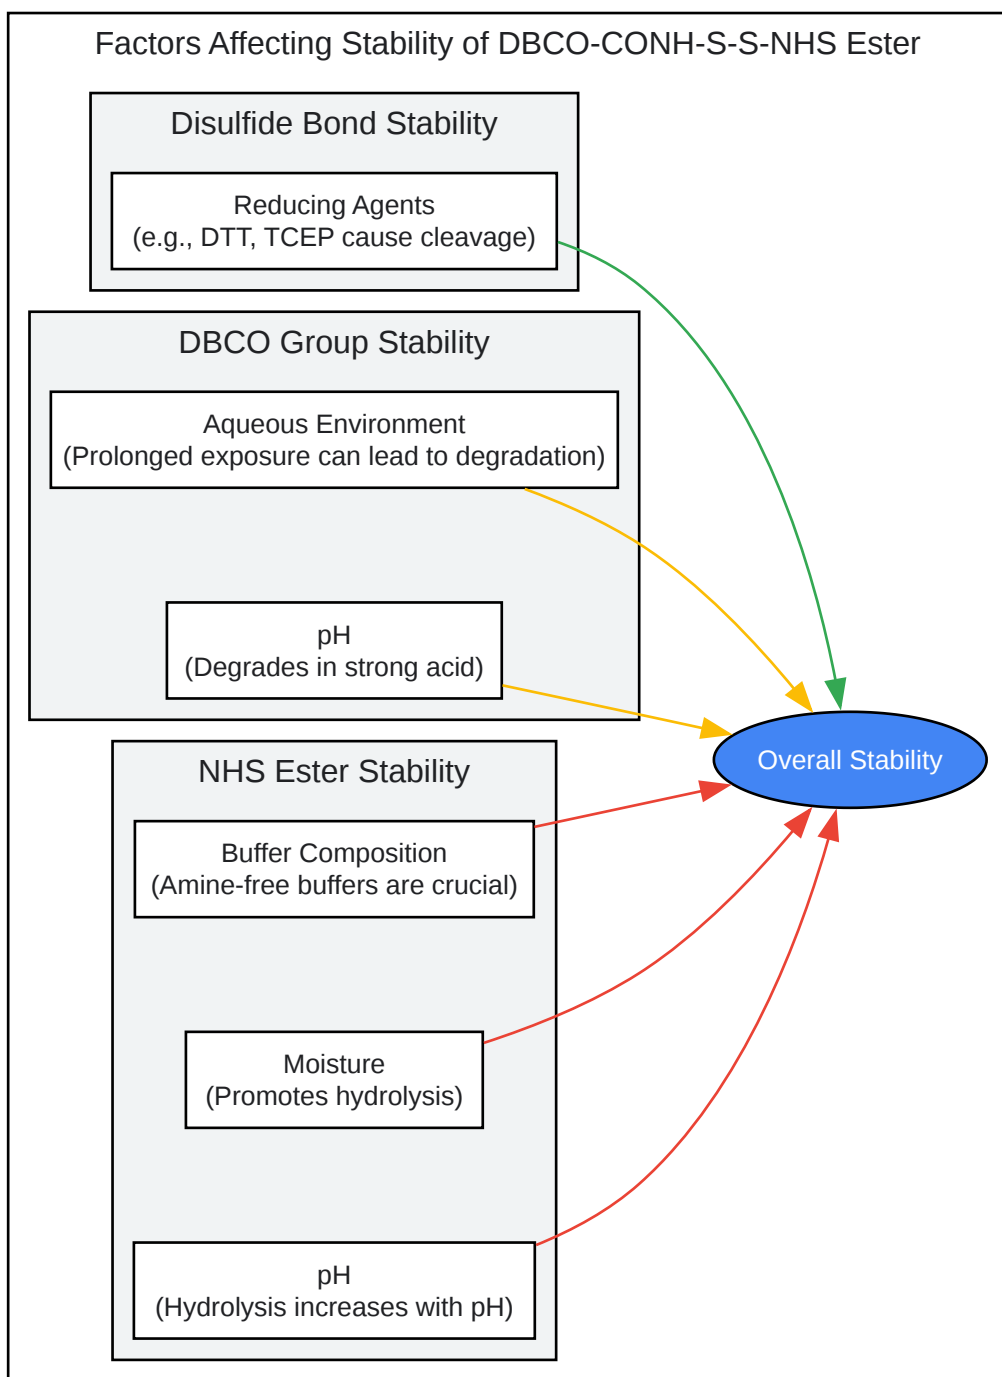 Factors Affecting Stability of DBCO-CONH-S-S-NHS Ester
Disulfide Bond Stability
Reducing Agents
(e.g., DTT, TCEP cause cleavage)
DBCO Group Stability
Aqueous Environment
(Prolonged exposure can lead to degradation)
pH
(Degrades in strong acid)
Overall Stability
NHS Ester Stability
Buffer Composition
(Amine-free buffers are crucial)
Moisture
(Promotes hydrolysis)
pH
(Hydrolysis increases with pH)